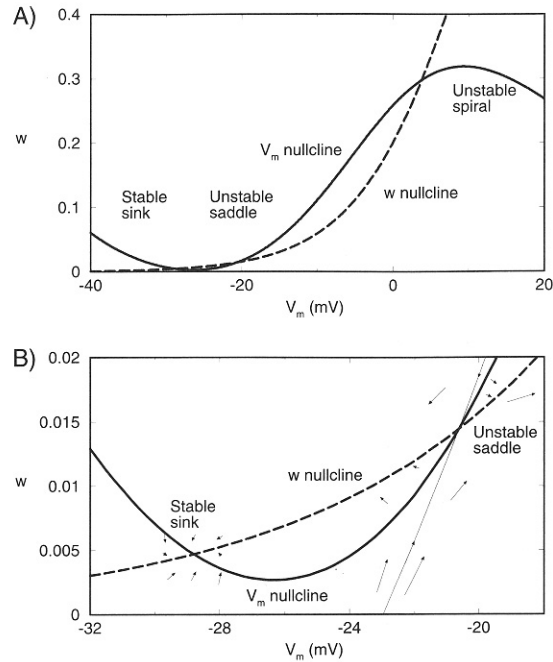 A)
0.4
0.3
0.2
0.1
0
w
V_m nullcline
Unstable
spiral
Stable
sink
Unstable
saddle
w nullcline
-40
-20
0
20
V_m (mV)
B)
0.02
0.015
0.01
0.005
0
w
Unstable
saddle
w nullcline
Stable
sink
V_m nullcline
-32
-28
-24
-20
V_m (mV)